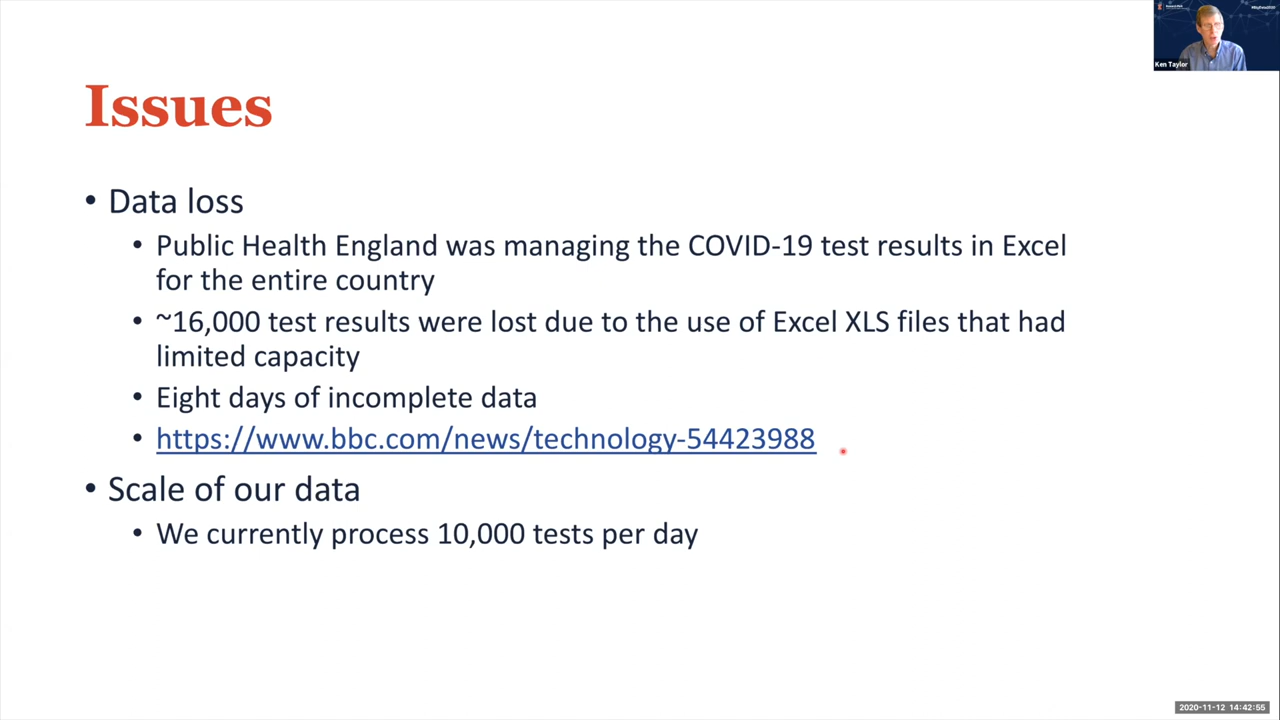 Issues
• Data loss
• Public Health England was managing the COVID-19 test results in Excel
for the entire country
• ~16,000 test results were lost due to the use of Excel XLS files that had
limited capacity
• Eight days of incomplete data
• https://www.bbc.com/news/technology-54423988
• Scale of our data
• We currently process 10,000 tests per day
Research Park
Ken Taylor
2020-11-12 14:42:55